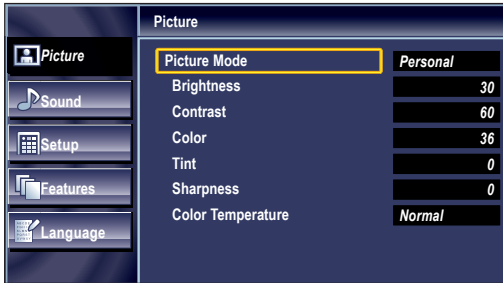 Picture
Picture
Sound
Setup
Features
Language
Picture Mode Personal
Brightness 30
Contrast 60
Color 36
Tint 0
Sharpness 0
Color Temperature Normal